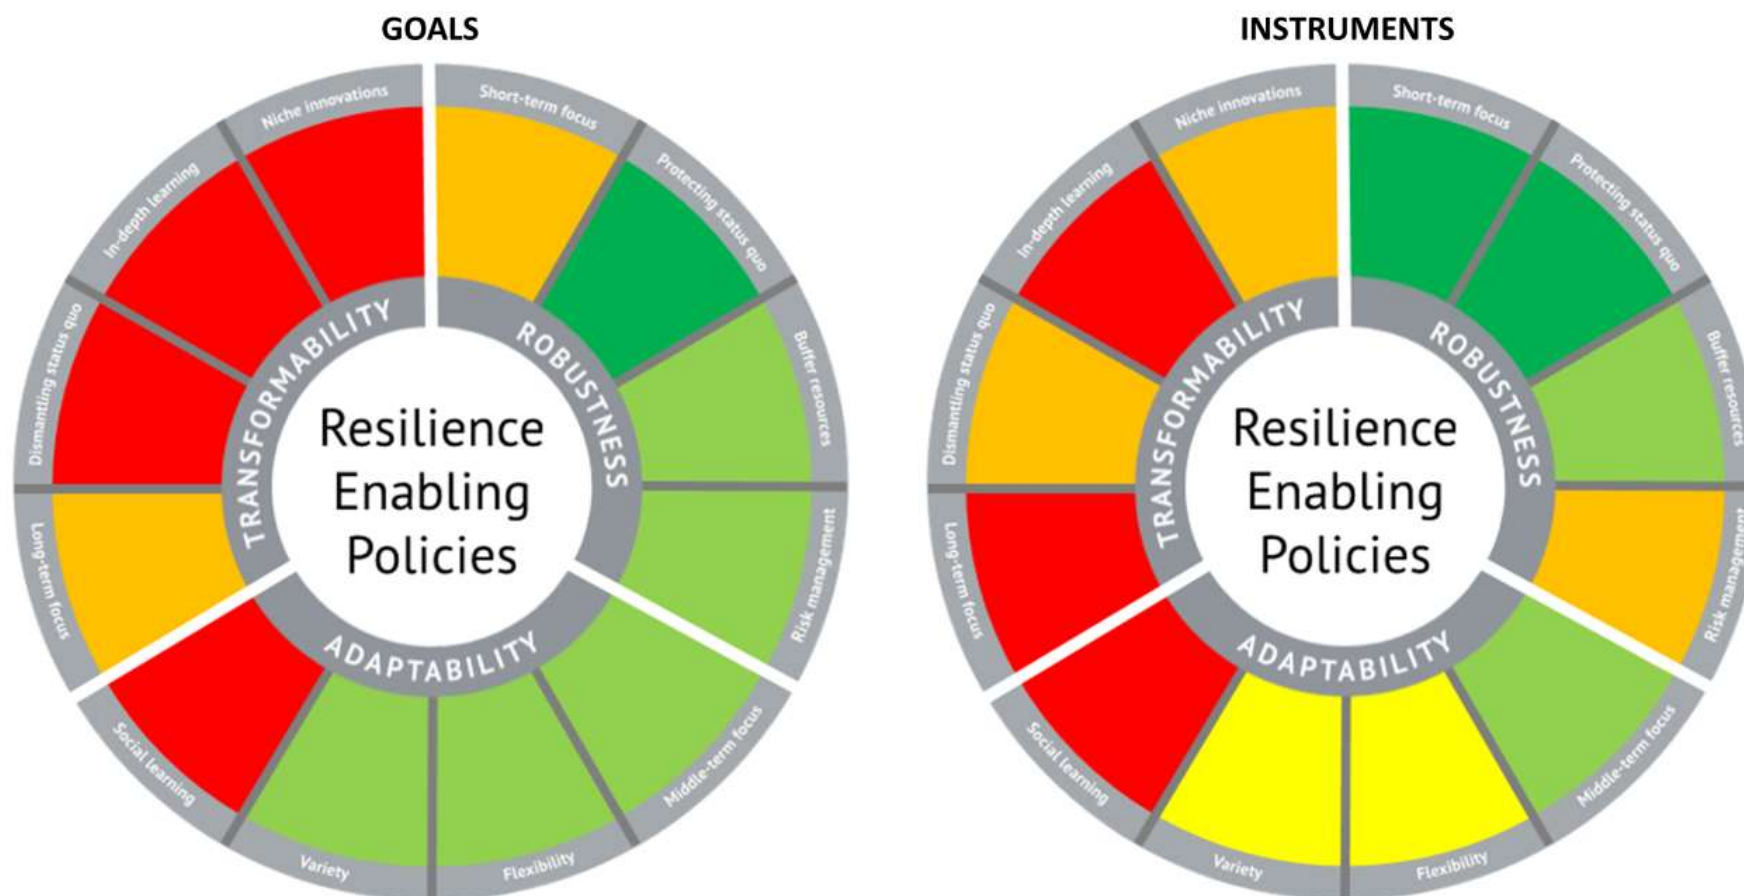 GOALS
Niche innovations
Short-term focus
Protecting status quo
Buffer resources
Risk management
Middle-term focus
Flexibility
Variety
Social learning
Long-term focus
Dismantling status quo
In-depth learning
TRANSFORMABILITY
ROBUSTNESS
ADAPTABILITY
Resilience
Enabling
Policies
INSTRUMENTS
Niche innovations
Short-term focus
Protecting status quo
Buffer resources
Risk management
Middle-term focus
Flexibility
Variety
Social learning
Long-term focus
Dismantling status quo
In-depth learning
TRANSFORMABILITY
ROBUSTNESS
ADAPTABILITY
Resilience
Enabling
Policies